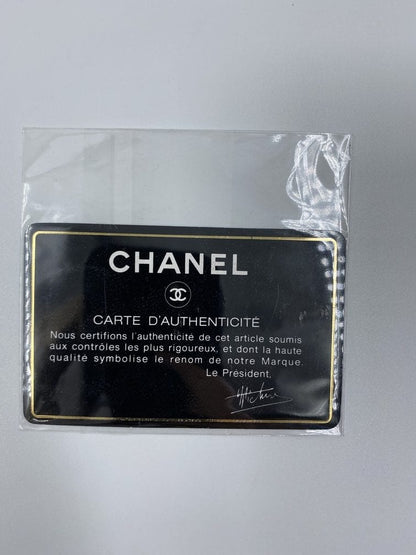 CHANEL
CARTE D'AUTHENTICITÉ
Nous certifions l'authenticité de cet article soumis
aux contrôles les plus rigoureux, et dont la haute
qualité symbolise le renom de notre Marque.
Le Président,